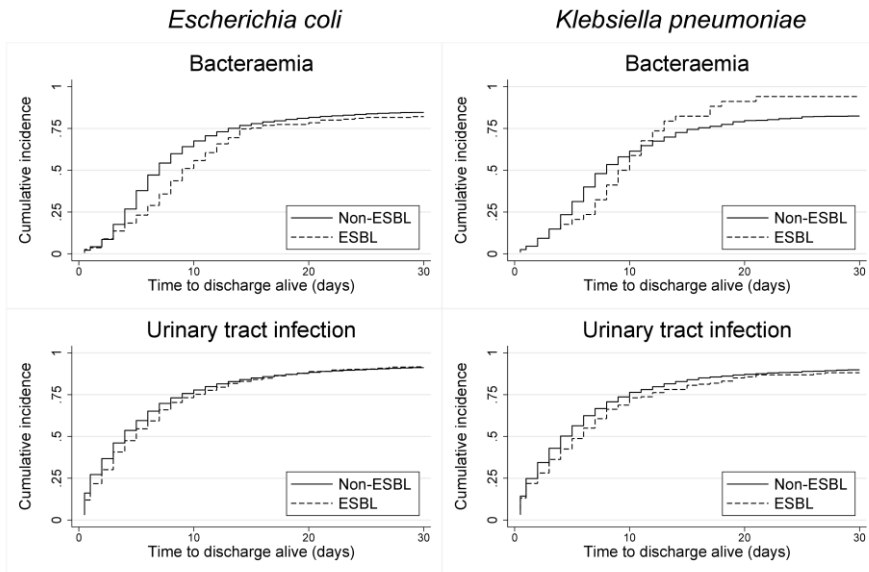 Escherichia coli
Klebsiella pneumoniae
Bacteraemia
Cumulative incidence
1
.75
.5
.25
0
Non-ESBL
ESBL
0 10 20 30
Time to discharge alive (days)
Bacteraemia
Cumulative incidence
1
.75
.5
.25
0
Non-ESBL
ESBL
0 10 20 30
Time to discharge alive (days)
Urinary tract infection
Cumulative incidence
1
.75
.5
.25
0
Non-ESBL
ESBL
0 10 20 30
Time to discharge alive (days)
Urinary tract infection
Cumulative incidence
1
.75
.5
.25
0
Non-ESBL
ESBL
0 10 20 30
Time to discharge alive (days)